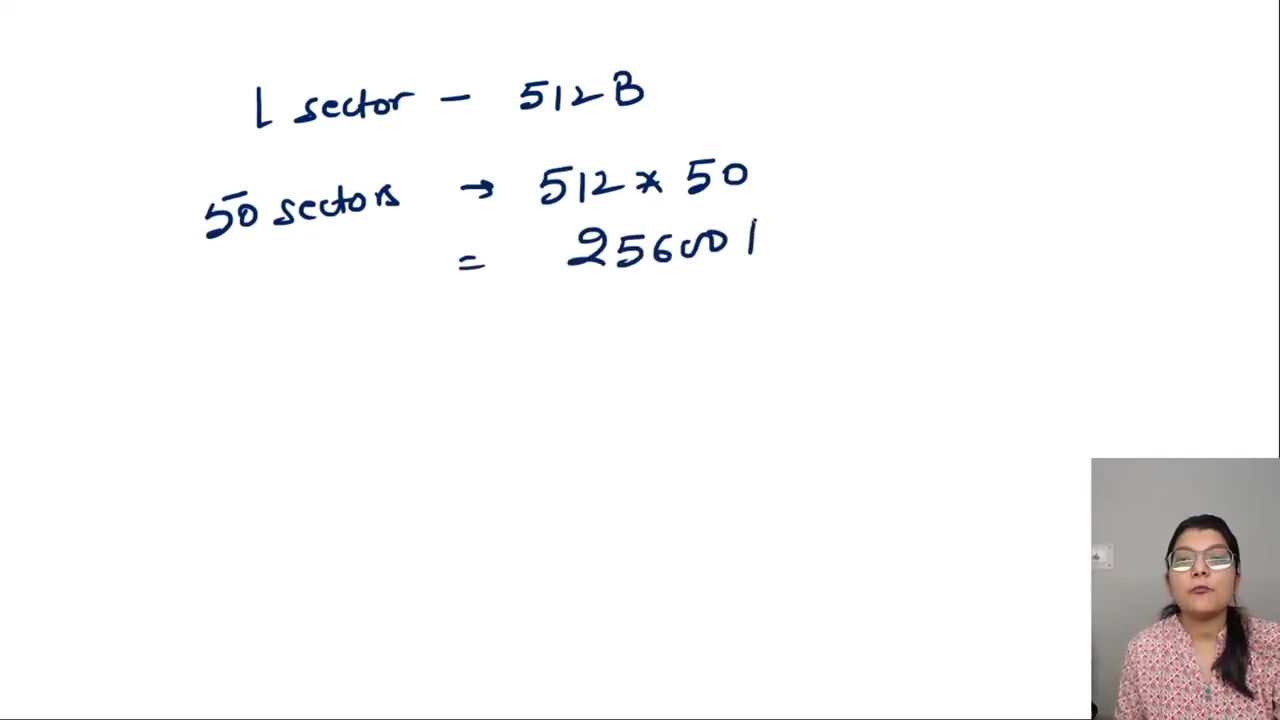 1 sector - 512B
50 sectors → 512 × 50
= 25600